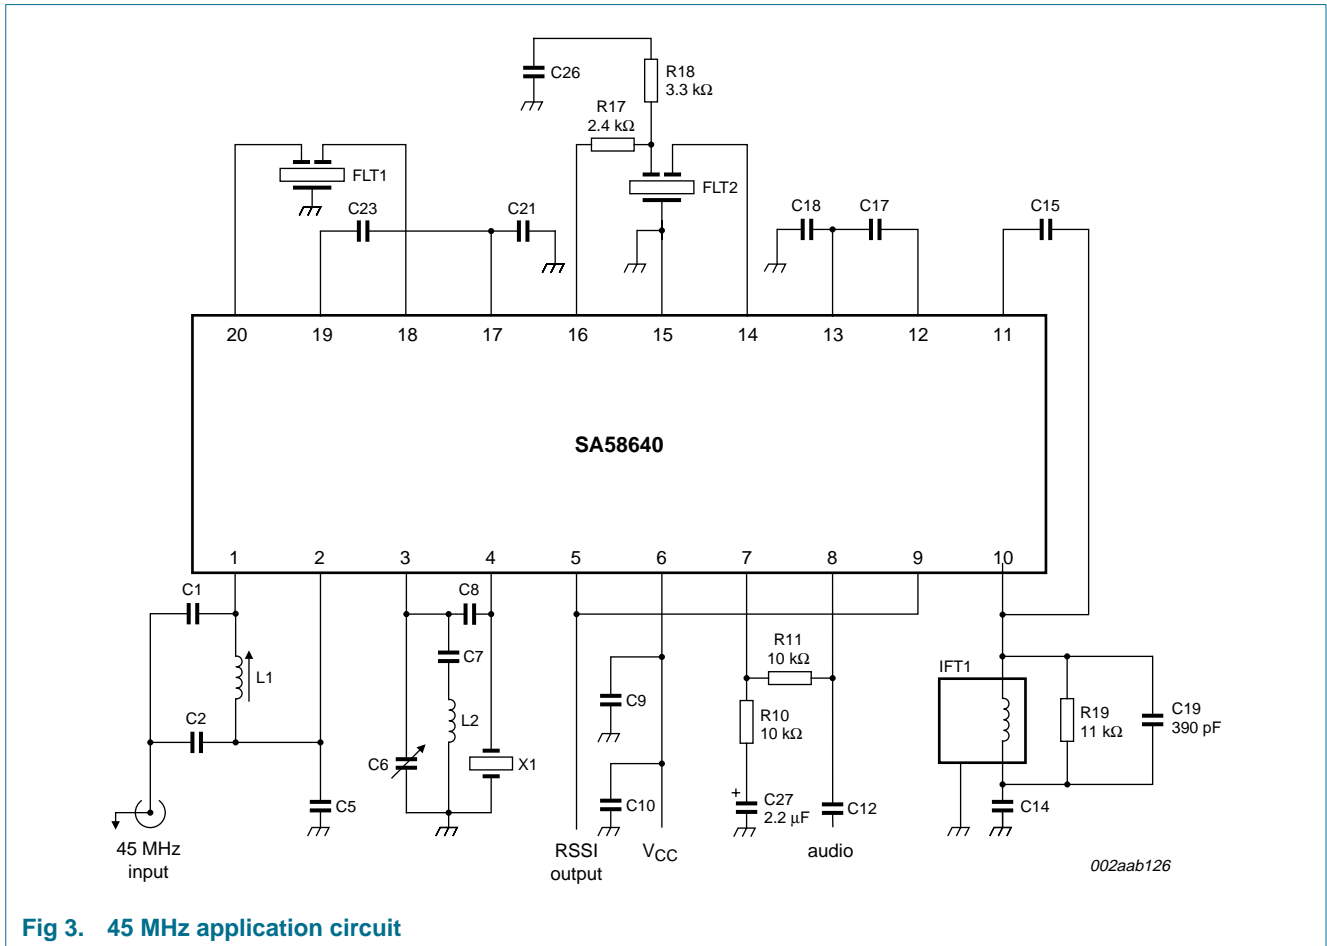 C26
R18
3.3 kΩ
R17
2.4 kΩ
FLT1
FLT2
C23
C21
C18
C17
C15
20
19
18
17
16
15
14
13
12
11
SA58640
1
2
3
4
5
6
7
8
9
10
C1
C8
C7
L1
C2
L2
C6
X1
C5
C9
C10
R11
10 kΩ
R10
10 kΩ
+
C27
2.2 μF
C12
IFT1
R19
11 kΩ
C19
390 pF
C14
45 MHz
input
RSSI
output
VCC
audio
002aab126
Fig 3. 45 MHz application circuit